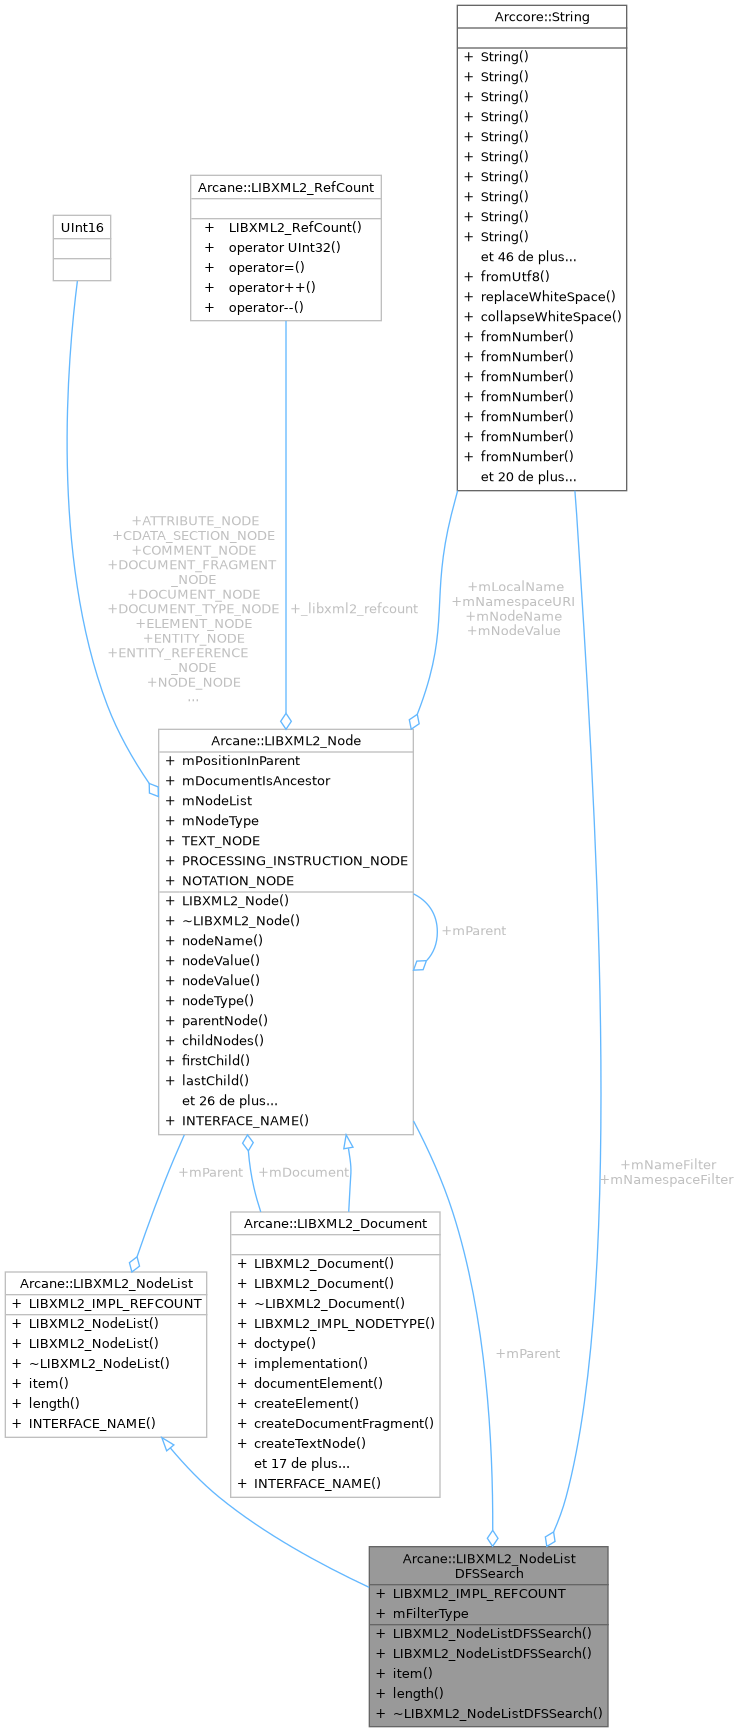 Arccore::String
+ String()
+ String()
+ String()
+ String()
+ String()
+ String()
+ String()
+ String()
+ String()
+ String()
et 46 de plus...
+ fromUtf8()
+ replaceWhiteSpace()
+ collapseWhiteSpace()
+ fromNumber()
+ fromNumber()
+ fromNumber()
+ fromNumber()
+ fromNumber()
+ fromNumber()
+ fromNumber()
et 20 de plus...
Arcane::LIBXML2_RefCount
+ LIBXML2_RefCount()
+ operator UInt32()
+ operator=()
+ operator++()
+ operator--()
UInt16
+ATTRIBUTE_NODE
+CDATA_SECTION_NODE
+COMMENT_NODE
+DOCUMENT_FRAGMENT
_NODE
+DOCUMENT_NODE
+DOCUMENT_TYPE_NODE
+ELEMENT_NODE
+ENTITY_NODE
+ENTITY_REFERENCE
_NODE
+NODE_NODE
...
+_libxml2_refcount
+mLocalName
+mNamespaceURI
+mNodeName
+mNodeValue
Arcane::LIBXML2_Node
+ mPositionInParent
+ mDocumentIsAncestor
+ mNodeList
+ mNodeType
+ TEXT_NODE
+ PROCESSING_INSTRUCTION_NODE
+ NOTATION_NODE
+ LIBXML2_Node()
+ ~LIBXML2_Node()
+ nodeName()
+ nodeValue()
+ nodeValue()
+ nodeType()
+ parentNode()
+ childNodes()
+ firstChild()
+ lastChild()
et 26 de plus...
+ INTERFACE_NAME()
+mParent
+mParent
+mDocument
+mNameFilter
+mNamespaceFilter
Arcane::LIBXML2_Document
+ LIBXML2_Document()
+ LIBXML2_Document()
+ ~LIBXML2_Document()
+ LIBXML2_IMPL_NODETYPE()
+ doctype()
+ implementation()
+ documentElement()
+ createElement()
+ createDocumentFragment()
+ createTextNode()
et 17 de plus...
+ INTERFACE_NAME()
Arcane::LIBXML2_NodeList
+ LIBXML2_IMPL_REFCOUNT
+ LIBXML2_NodeList()
+ LIBXML2_NodeList()
+ ~LIBXML2_NodeList()
+ item()
+ length()
+ INTERFACE_NAME()
+mParent
Arcane::LIBXML2_NodeList
DFSSearch
+ LIBXML2_IMPL_REFCOUNT
+ mFilterType
+ LIBXML2_NodeListDFSSearch()
+ LIBXML2_NodeListDFSSearch()
+ item()
+ length()
+ ~LIBXML2_NodeListDFSSearch()